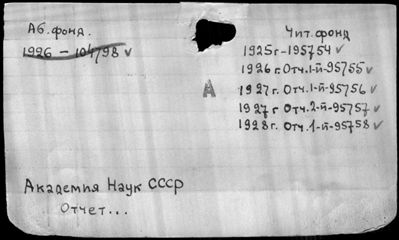 Аб. фонд.
1926 – 104798 v
Чит. фонд
1925г-195754 v
1926 г. Отч. 1-й-95755 v
1927 г. Отч. 1-й-95756 v
1927 г Отч. 2-й-95757 v
1928г. Отч. 1-й-95758 v
А
Академия Наук СССР
Отчет...